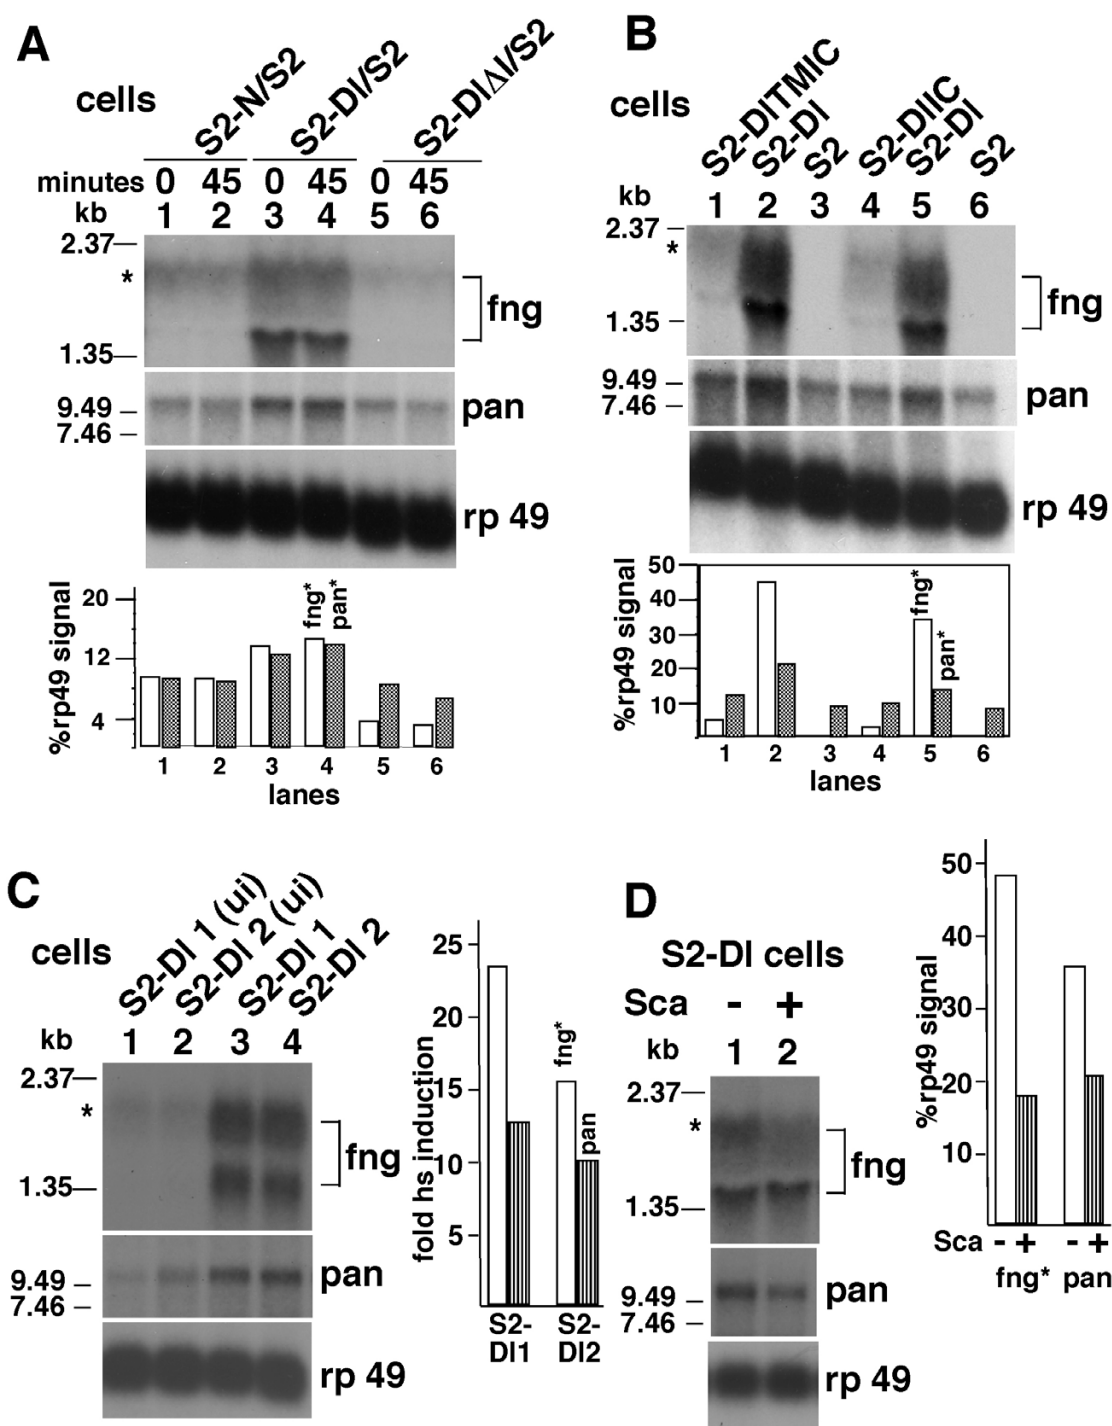 A
cells
S2-N/S2
S2-Dl/S2
S2-DlΔI/S2
minutes 0 45 0 45 0 45
kb 1 2 3 4 5 6
2.37
*
fng
1.35
9.49
pan
7.46
rp 49
%rp49 signal
20
12
4
fng*
pan*
1 2 3 4 5 6
lanes
B
cells
S2-DlTMIC
S2-Dl
S2
S2-DlIC
S2-Dl
S2
kb 1 2 3 4 5 6
2.37
*
fng
1.35
9.49
pan
7.46
rp 49
%rp49 signal
50
40
30
20
10
fng*
pan*
1 2 3 4 5 6
lanes
C
cells
S2-Dl 1 (ui)
S2-Dl 2 (ui)
S2-Dl 1
S2-Dl 2
kb 1 2 3 4
2.37
*
fng
1.35
pan
9.49
7.46
rp 49
fold hs induction
25
20
15
10
5
fng*
pan
S2-Dl1
S2-Dl2
D
S2-Dl cells
Sca - +
kb 1 2
2.37
*
fng
1.35
pan
9.49
7.46
rp 49
%rp49 signal
50
40
30
20
10
Sca - + - +
fng* pan